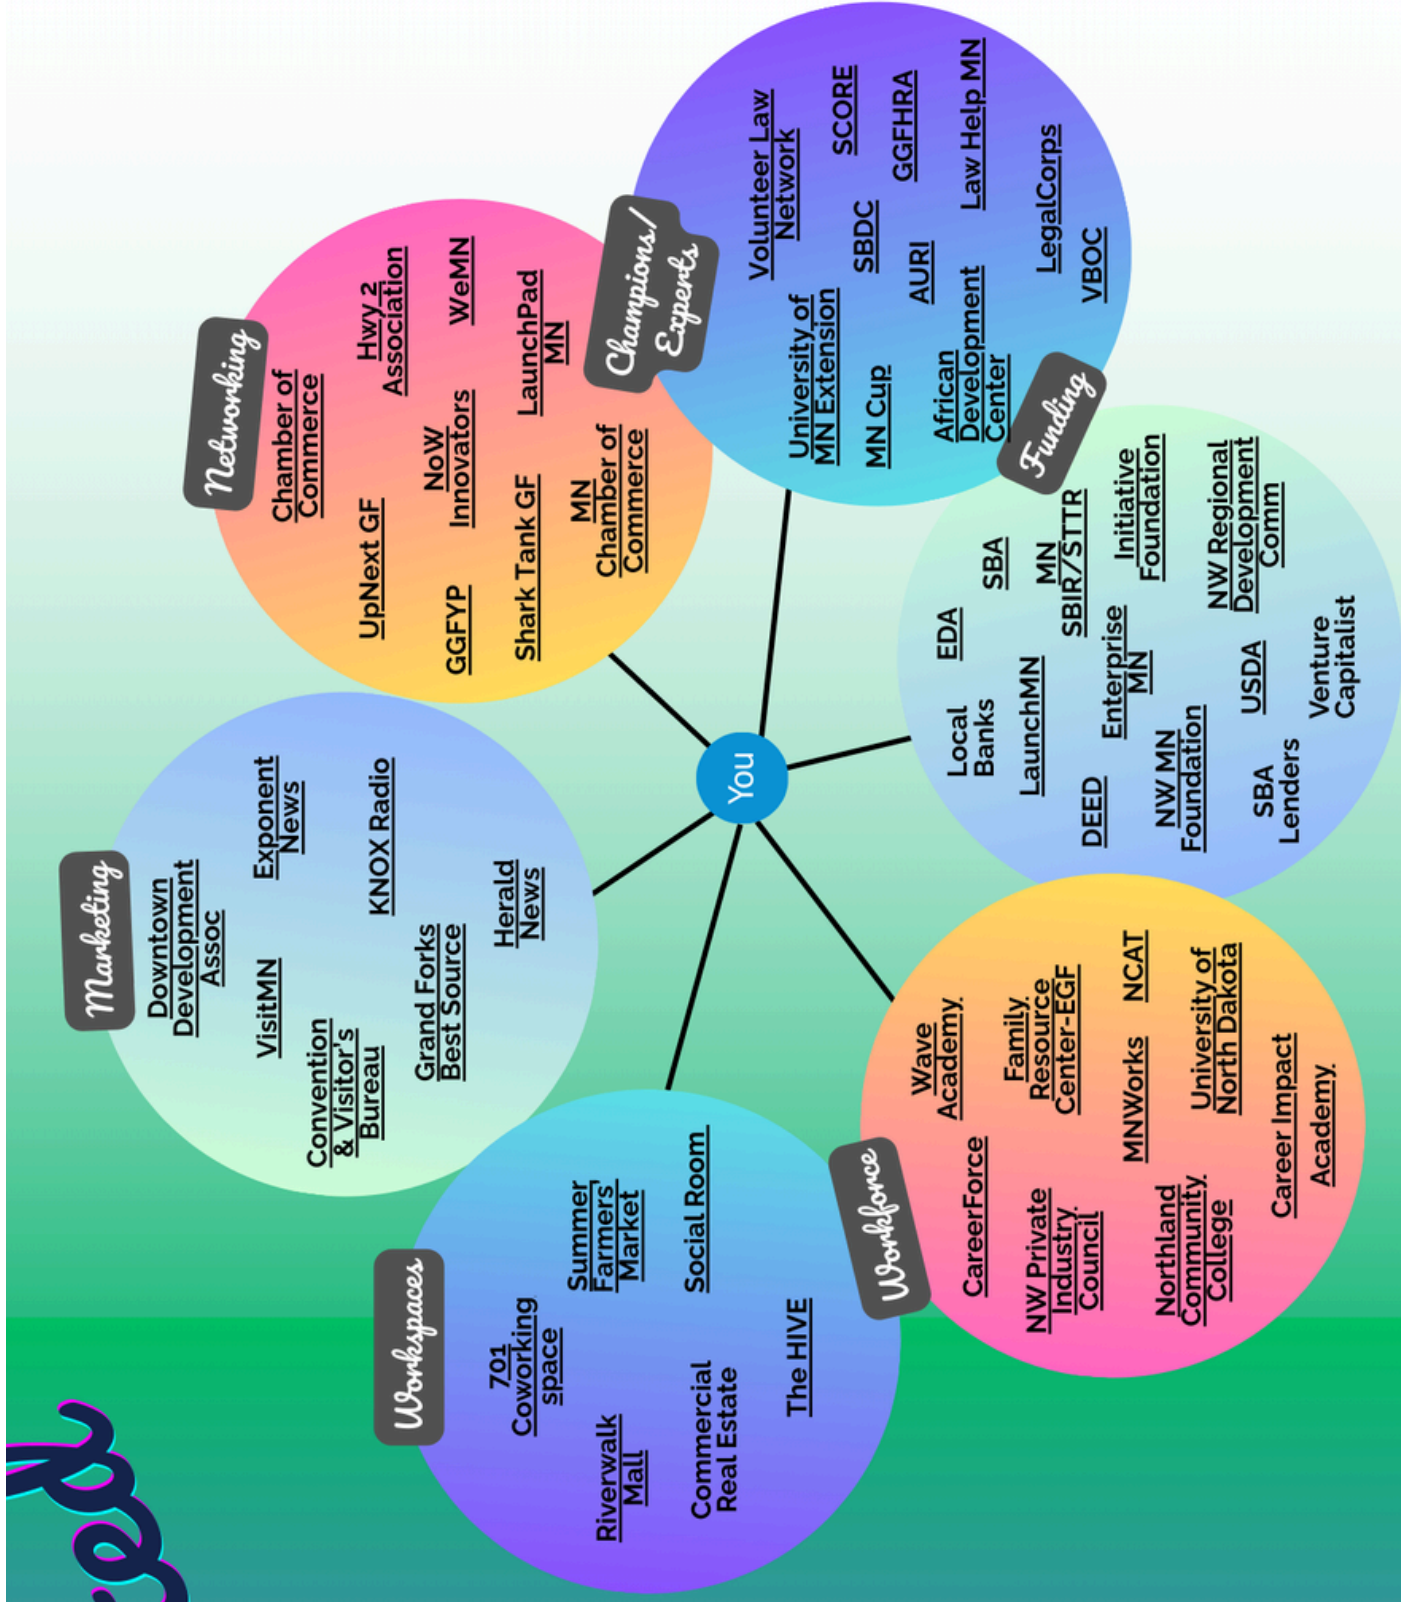 Marketing
Downtown
Development
Assoc
VisitMN
Exponent
News
Convention
& Visitor's
Bureau
KNOX Radio
Grand Forks
Best Source
Herald
News
Networking
Chamber of
Commerce
UpNext GF
Hwy 2
Association
GGFYP
NoW
Innovators
WeMN
Shark Tank GF
LaunchPad
MN
MN
Chamber of
Commerce
Champions/
Experts
Volunteer Law
Network
University of
MN Extension
SBDC
SCORE
MN Cup
AURI
GGFHRA
African
Development
Center
Law Help MN
LegalCorps
VBOC
You
Workspaces
701
Coworking
space
Summer
Farmers'
Market
Riverwalk
Mall
Social Room
Commercial
Real Estate
The HIVE
Workforce
Wave
Academy
CareerForce
Family
Resource
Center-EGF
NW Private
Industry
Council
MNWorks
NCAT
Northland
Community
College
University of
North Dakota
Career Impact
Academy
Funding
EDA
SBA
Local
Banks
LaunchMN
MN
SBIR/STTR
DEED
Enterprise
MN
Initiative
Foundation
NW MN
Foundation
USDA
NW Regional
Development
Comm
SBA
Lenders
Venture
Capitalist